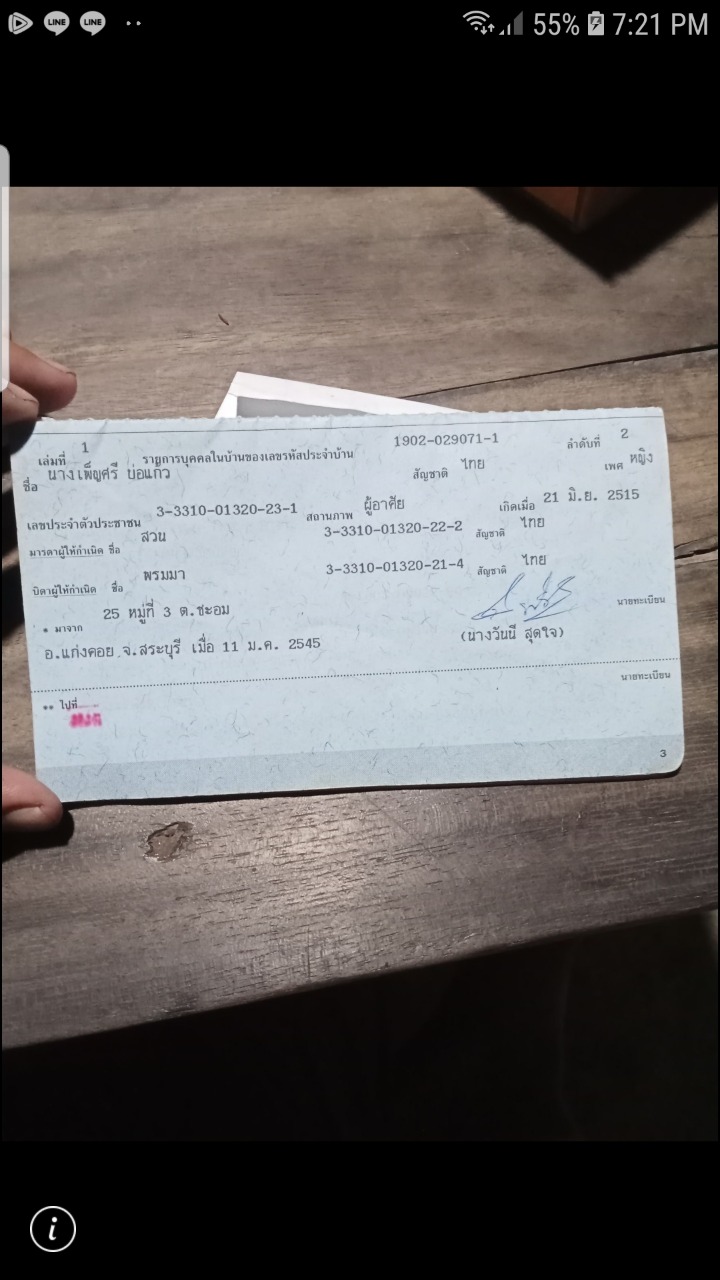 LINE LINE 55% 7:21 PM
เล่มที่ 1 รายการบุคคลในบ้านของเลขรหัสประจำบ้าน 1902-029071-1 ลำดับที่ 2
ชื่อ นางเพ็ญศรี บ่อแก้ว สัญชาติ ไทย เพศ หญิง
เลขประจำตัวประชาชน 3-3310-01320-23-1 สถานภาพ ผู้อาศัย เกิดเมื่อ 21 มิ.ย. 2515
มารดาผู้ให้กำเนิด ชื่อ สวน 3-3310-01320-22-2 สัญชาติ ไทย
บิดาผู้ให้กำเนิด ชื่อ พรมมา 3-3310-01320-21-4 สัญชาติ ไทย
* มาจาก 25 หมู่ที่ 3 ต.ชะอม นายทะเบียน
อ.แก่งคอย จ.สระบุรี เมื่อ 11 ม.ค. 2545 (นางวันนี สุดใจ)
** ไปที่ นายทะเบียน
3